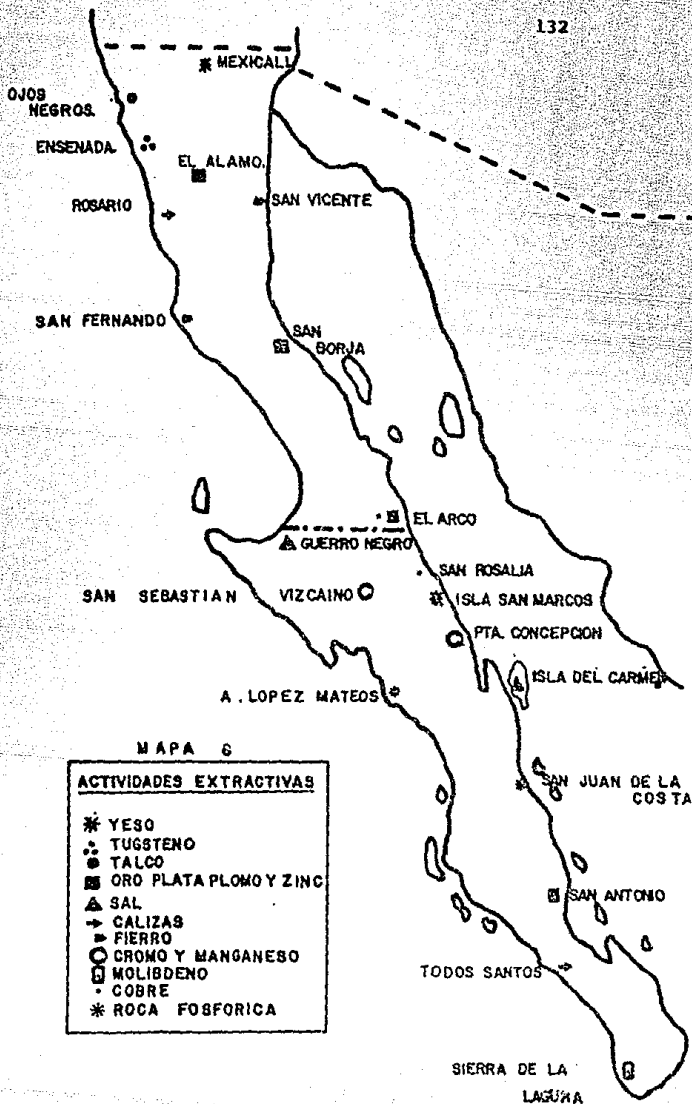 132
MEXICALI
OJOS
NEGROS.
ENSENADA.
EL ALAMO.
ROSARIO
SAN VICENTE
SAN FERNANDO
SAN
BORJA
EL ARCO
GUERRO NEGRO
SAN ROSALIA
SAN SEBASTIAN
VIZCAINO
ISLA SAN MARCOS
PTA. CONCEPCION
ISLA DEL CARMEN
A. LOPEZ MATEOS
MAPA 6
ACTIVIDADES EXTRACTIVAS
YESO
TUGSTENO
TALCO
ORO PLATA PLOMO Y ZINC
SAL
CALIZAS
FIERRO
CROMO Y MANGANESO
MOLIBDENO
COBRE
ROCA FOSFORICA
SAN JUAN DE LA
COSTA
SAN ANTONIO
TODOS SANTOS
SIERRA DE LA
LAGUNA